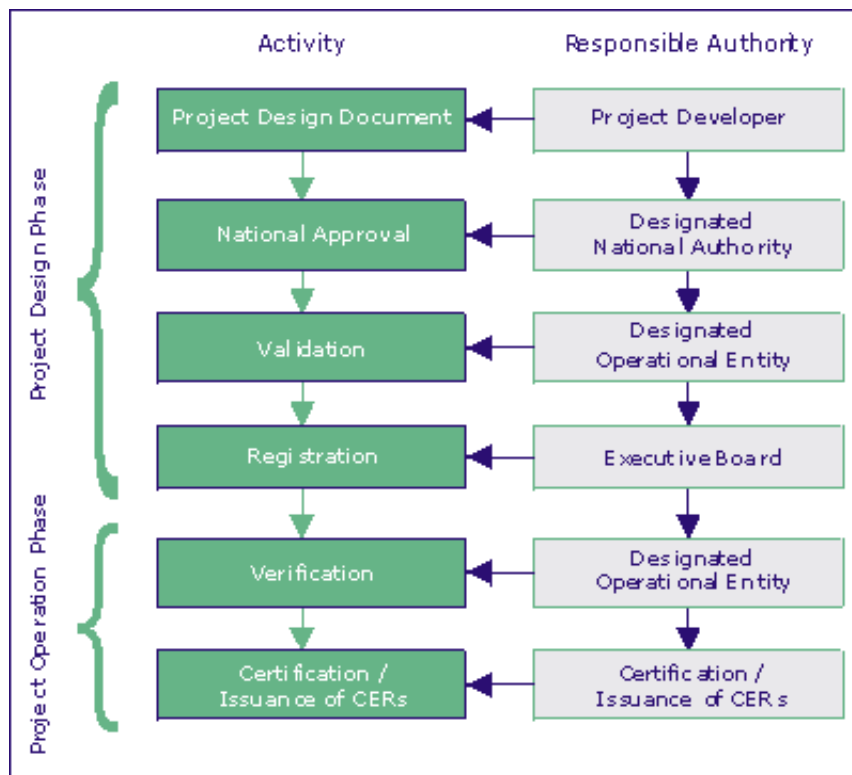 Activity
Responsible Authority
Project Design Phase
Project Design Document
Project Developer
National Approval
Designated
National Authority
Validation
Designated
Operational Entity
Registration
Executive Board
Project Operation Phase
Verification
Designated
Operational Entity
Certification /
Issuance of CERs
Certification /
Issuance of CERs